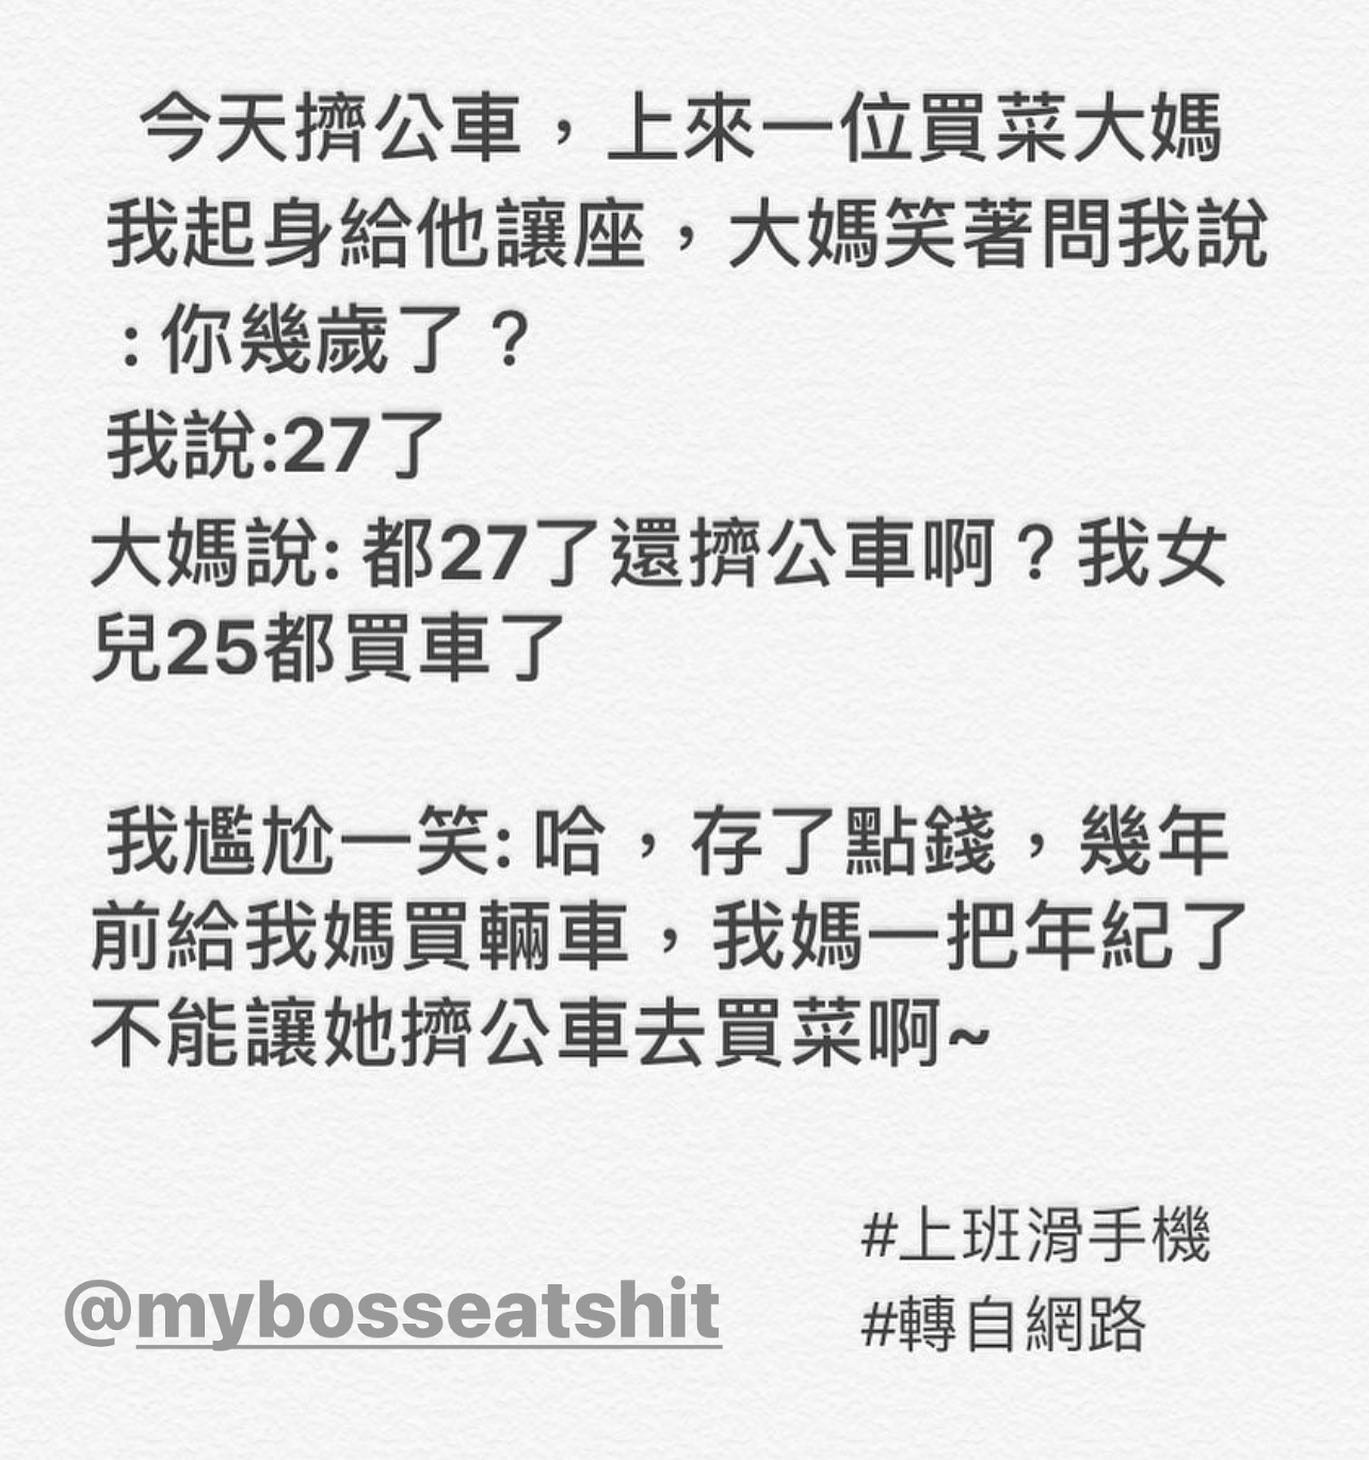 今天擠公車，上來一位買菜大媽
我起身給他讓座，大媽笑著問我說
: 你幾歲了？
我說:27了
大媽說: 都27了還擠公車啊？我女
兒25都買車了
我尷尬一笑: 哈，存了點錢，幾年
前給我媽買輛車，我媽一把年紀了
不能讓她擠公車去買菜啊~
#上班滑手機
@mybosseatshit
#轉自網路